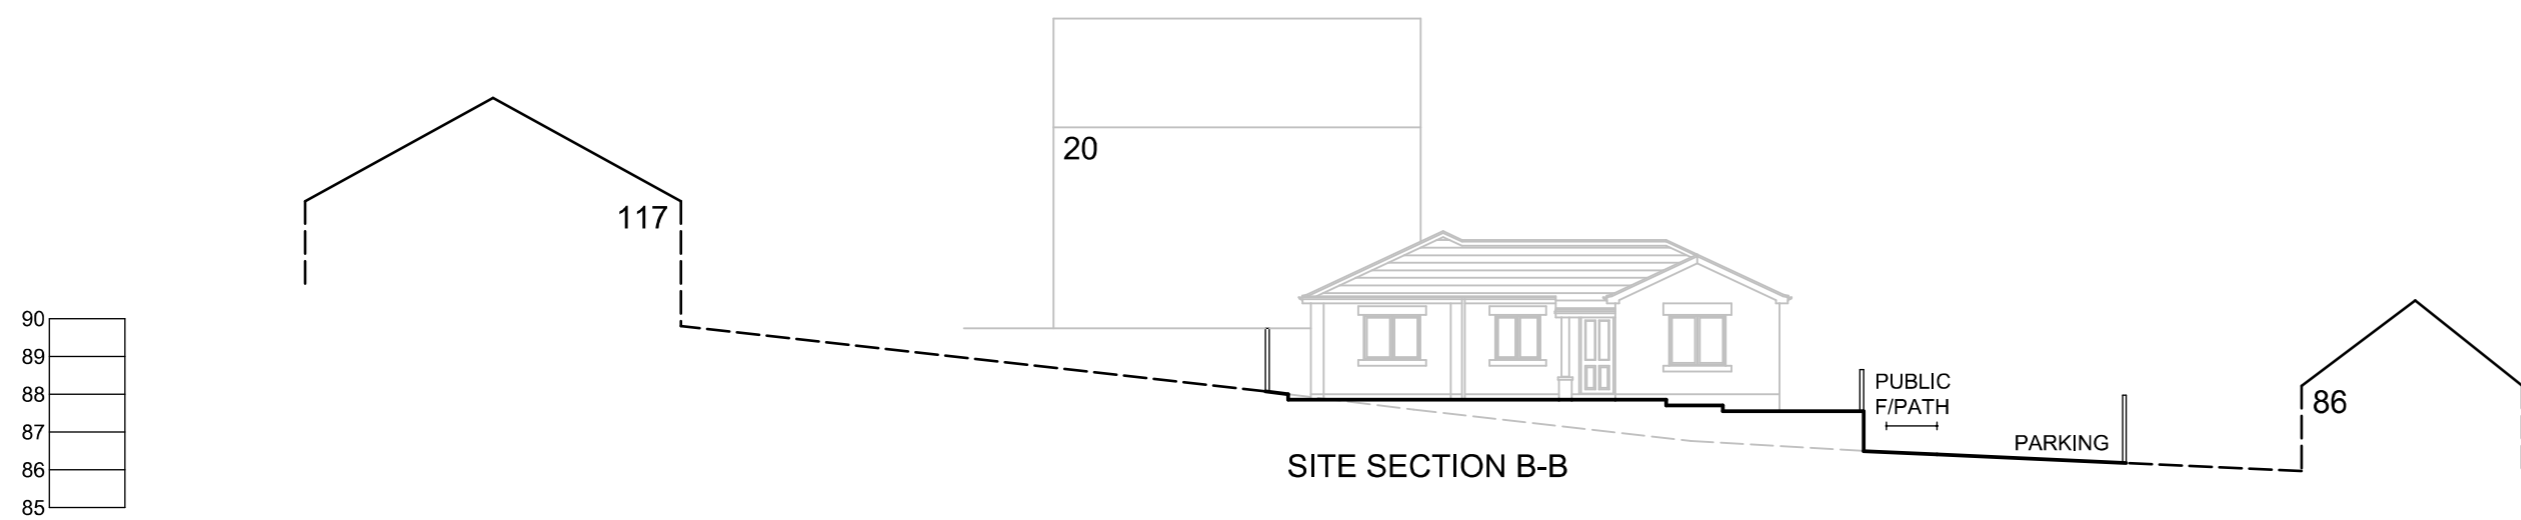 20
117
90
89
88
87
86
85
PUBLIC
F/PATH
PARKING
86
SITE SECTION B-B